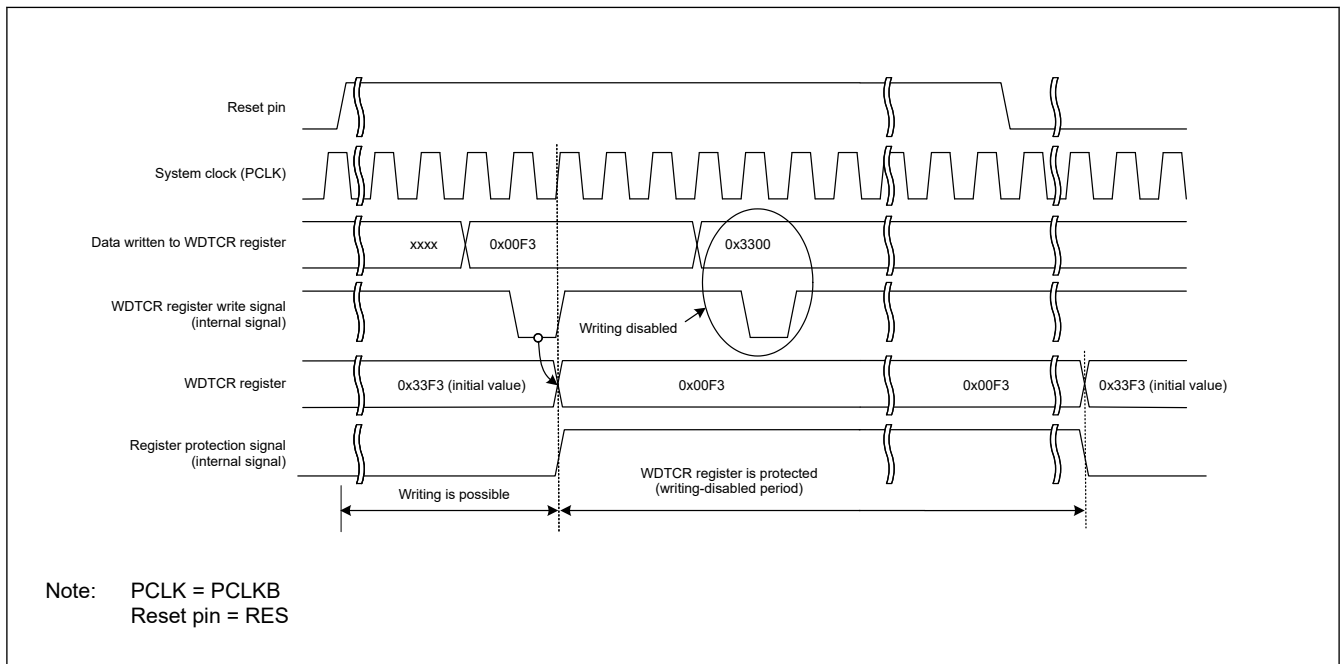 Reset pin
System clock (PCLK)
Data written to WDTCR register
xxxx
0x00F3
0x3300
WDTCR register write signal
(internal signal)
Writing disabled
WDTCR register
0x33F3 (initial value)
0x00F3
0x00F3
0x33F3 (initial value)
Register protection signal
(internal signal)
Writing is possible
WDTCR register is protected
(writing-disabled period)
Note: PCLK = PCLKB
Reset pin = RES